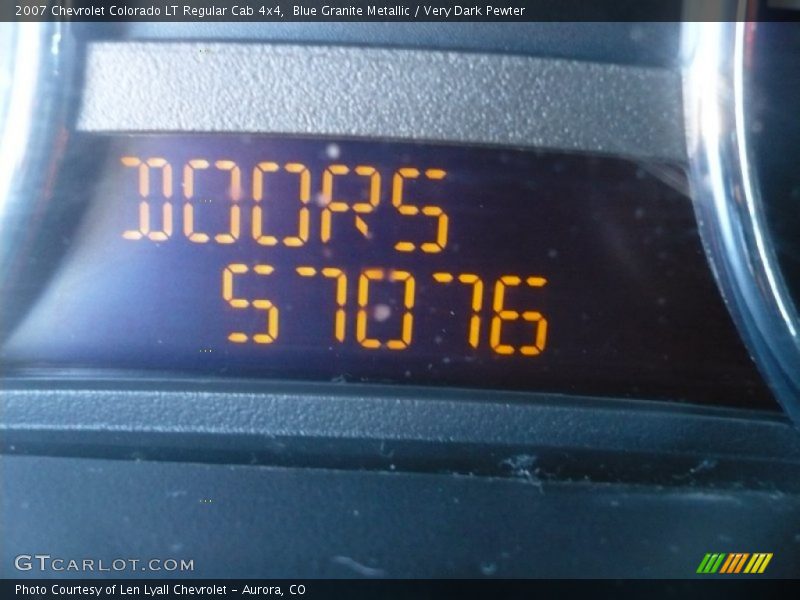 2007 Chevrolet Colorado LT Regular Cab 4x4, Blue Granite Metallic / Very Dark Pewter
DOORS
57076
GTCARLOT.COM
Photo Courtesy of Len Lyall Chevrolet - Aurora, CO